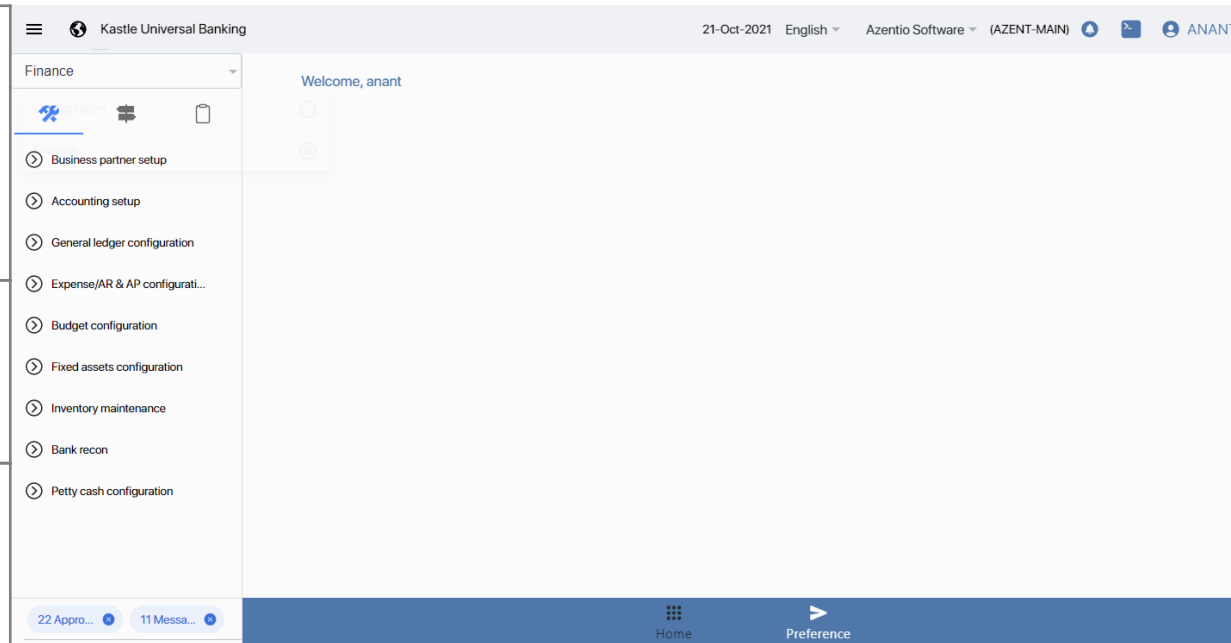 Kastle Universal Banking
21-Oct-2021 English Azentio Software (AZENT-MAIN) ANANT
Finance
Welcome, anant
Business partner setup
Accounting setup
General ledger configuration
Expense/AR & AP configurati...
Budget configuration
Fixed assets configuration
Inventory maintenance
Bank recon
Petty cash configuration
22 Appro... 11 Messa...
Home
Preference